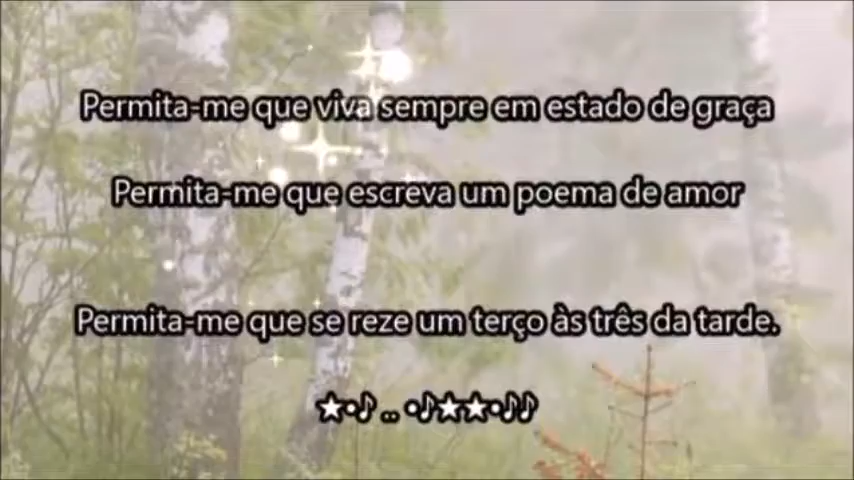 Permita-me que viva sempre em estado de graça
Permita-me que escreva um poema de amor
Permita-me que se reze um terço às três da tarde.
★•♪ .. •♪★★•♪♪